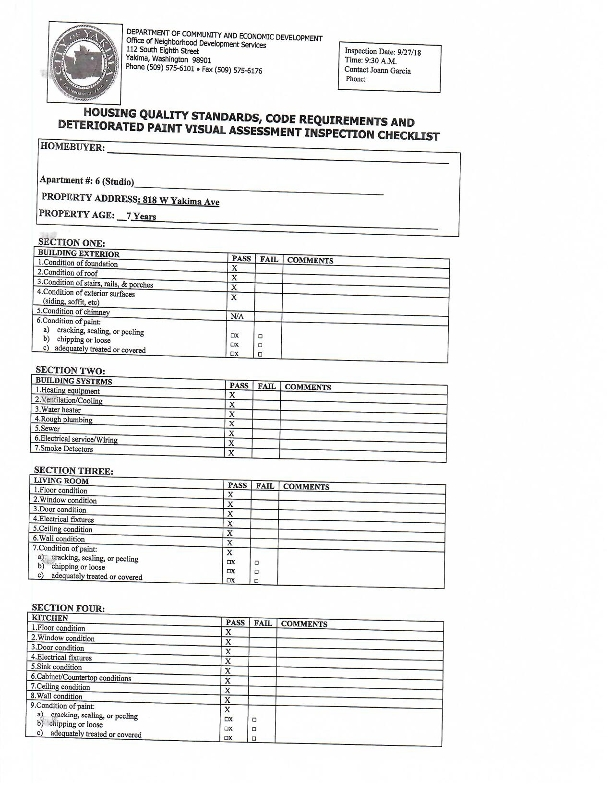 CITY OF YAKIMA
DEPARTMENT OF COMMUNITY AND ECONOMIC DEVELOPMENT
Office of Neighborhood Development Services
112 South Eighth Street
Yakima, Washington 98901
Phone (509) 575-6101 • Fax (509) 575-6176
Inspection Date: 9/27/18
Time: 9:30 A.M.
Contact Joann Garcia
Phone:
HOUSING QUALITY STANDARDS, CODE REQUIREMENTS AND
DETERIORATED PAINT VISUAL ASSESSMENT INSPECTION CHECKLIST
HOMEBUYER:
Apartment #: 6 (Studio)
PROPERTY ADDRESS: 818 W Yakima Ave
PROPERTY AGE: 7 Years
SECTION ONE:
BUILDING EXTERIOR PASS FAIL COMMENTS
1.Condition of foundation X
2.Condition of roof X
3.Condition of stairs, rails, & porches X
4.Condition of exterior surfaces X
(siding, soffit, etc)
5.Condition of chimney N/A
6.Condition of paint:
a) cracking, scaling, or peeling □X □
b) chipping or loose □X □
c) adequately treated or covered □X □
SECTION TWO:
BUILDING SYSTEMS PASS FAIL COMMENTS
1.Heating equipment X
2.Ventilation/Cooling X
3.Water heater X
4.Rough plumbing X
5.Sewer X
6.Electrical service/Wiring X
7.Smoke Detectors X
SECTION THREE:
LIVING ROOM PASS FAIL COMMENTS
1.Floor condition X
2.Window condition X
3.Door condition X
4.Electrical fixtures X
5.Ceiling condition X
6.Wall condition X
7.Condition of paint: X
a) cracking, scaling, or peeling □X □
b) chipping or loose □X □
c) adequately treated or covered □X □
SECTION FOUR:
KITCHEN PASS FAIL COMMENTS
1.Floor condition X
2.Window condition X
3.Door condition X
4.Electrical fixtures X
5.Sink condition X
6.Cabinet/Countertop conditions X
7.Ceiling condition X
8.Wall condition X
9.Condition of paint: X
a) cracking, scaling, or peeling □X □
b) chipping or loose □X □
c) adequately treated or covered □X □